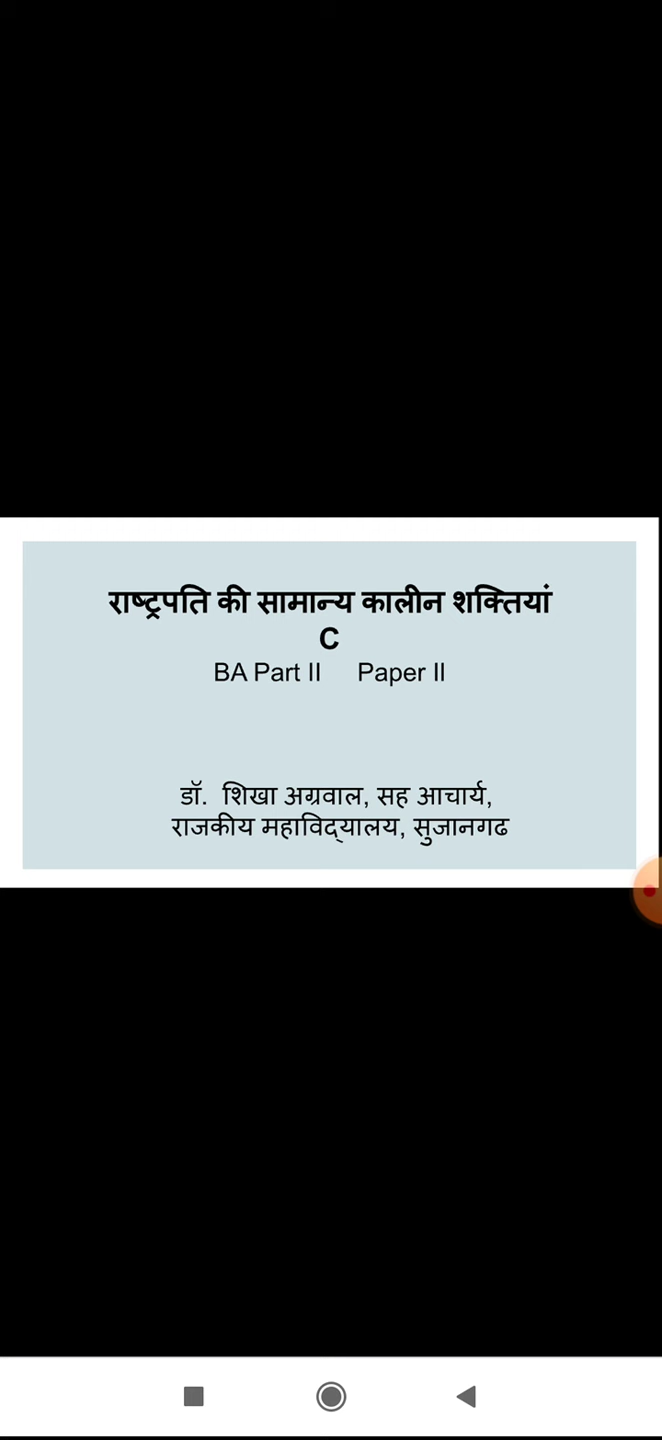 राष्ट्रपति की सामान्य कालीन शक्तियां
C
BA Part II Paper II
डॉ. शिखा अग्रवाल, सह आचार्य,
राजकीय महाविद्यालय, सुजानगढ